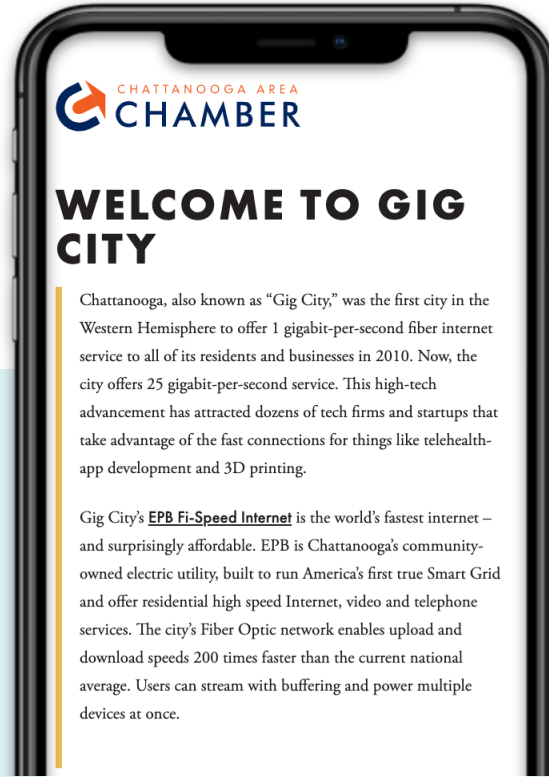 CHATTANOOGA AREA
CHAMBER
WELCOME TO GIG
CITY
Chattanooga, also known as “Gig City,” was the first city in the
Western Hemisphere to offer 1 gigabit-per-second fiber internet
service to all of its residents and businesses in 2010. Now, the
city offers 25 gigabit-per-second service. This high-tech
advancement has attracted dozens of tech firms and startups that
take advantage of the fast connections for things like telehealth-
app development and 3D printing.
Gig City’s EPB Fi-Speed Internet is the world’s fastest internet –
and surprisingly affordable. EPB is Chattanooga’s community-
owned electric utility, built to run America’s first true Smart Grid
and offer residential high speed Internet, video and telephone
services. The city’s Fiber Optic network enables upload and
download speeds 200 times faster than the current national
average. Users can stream with buffering and power multiple
devices at once.